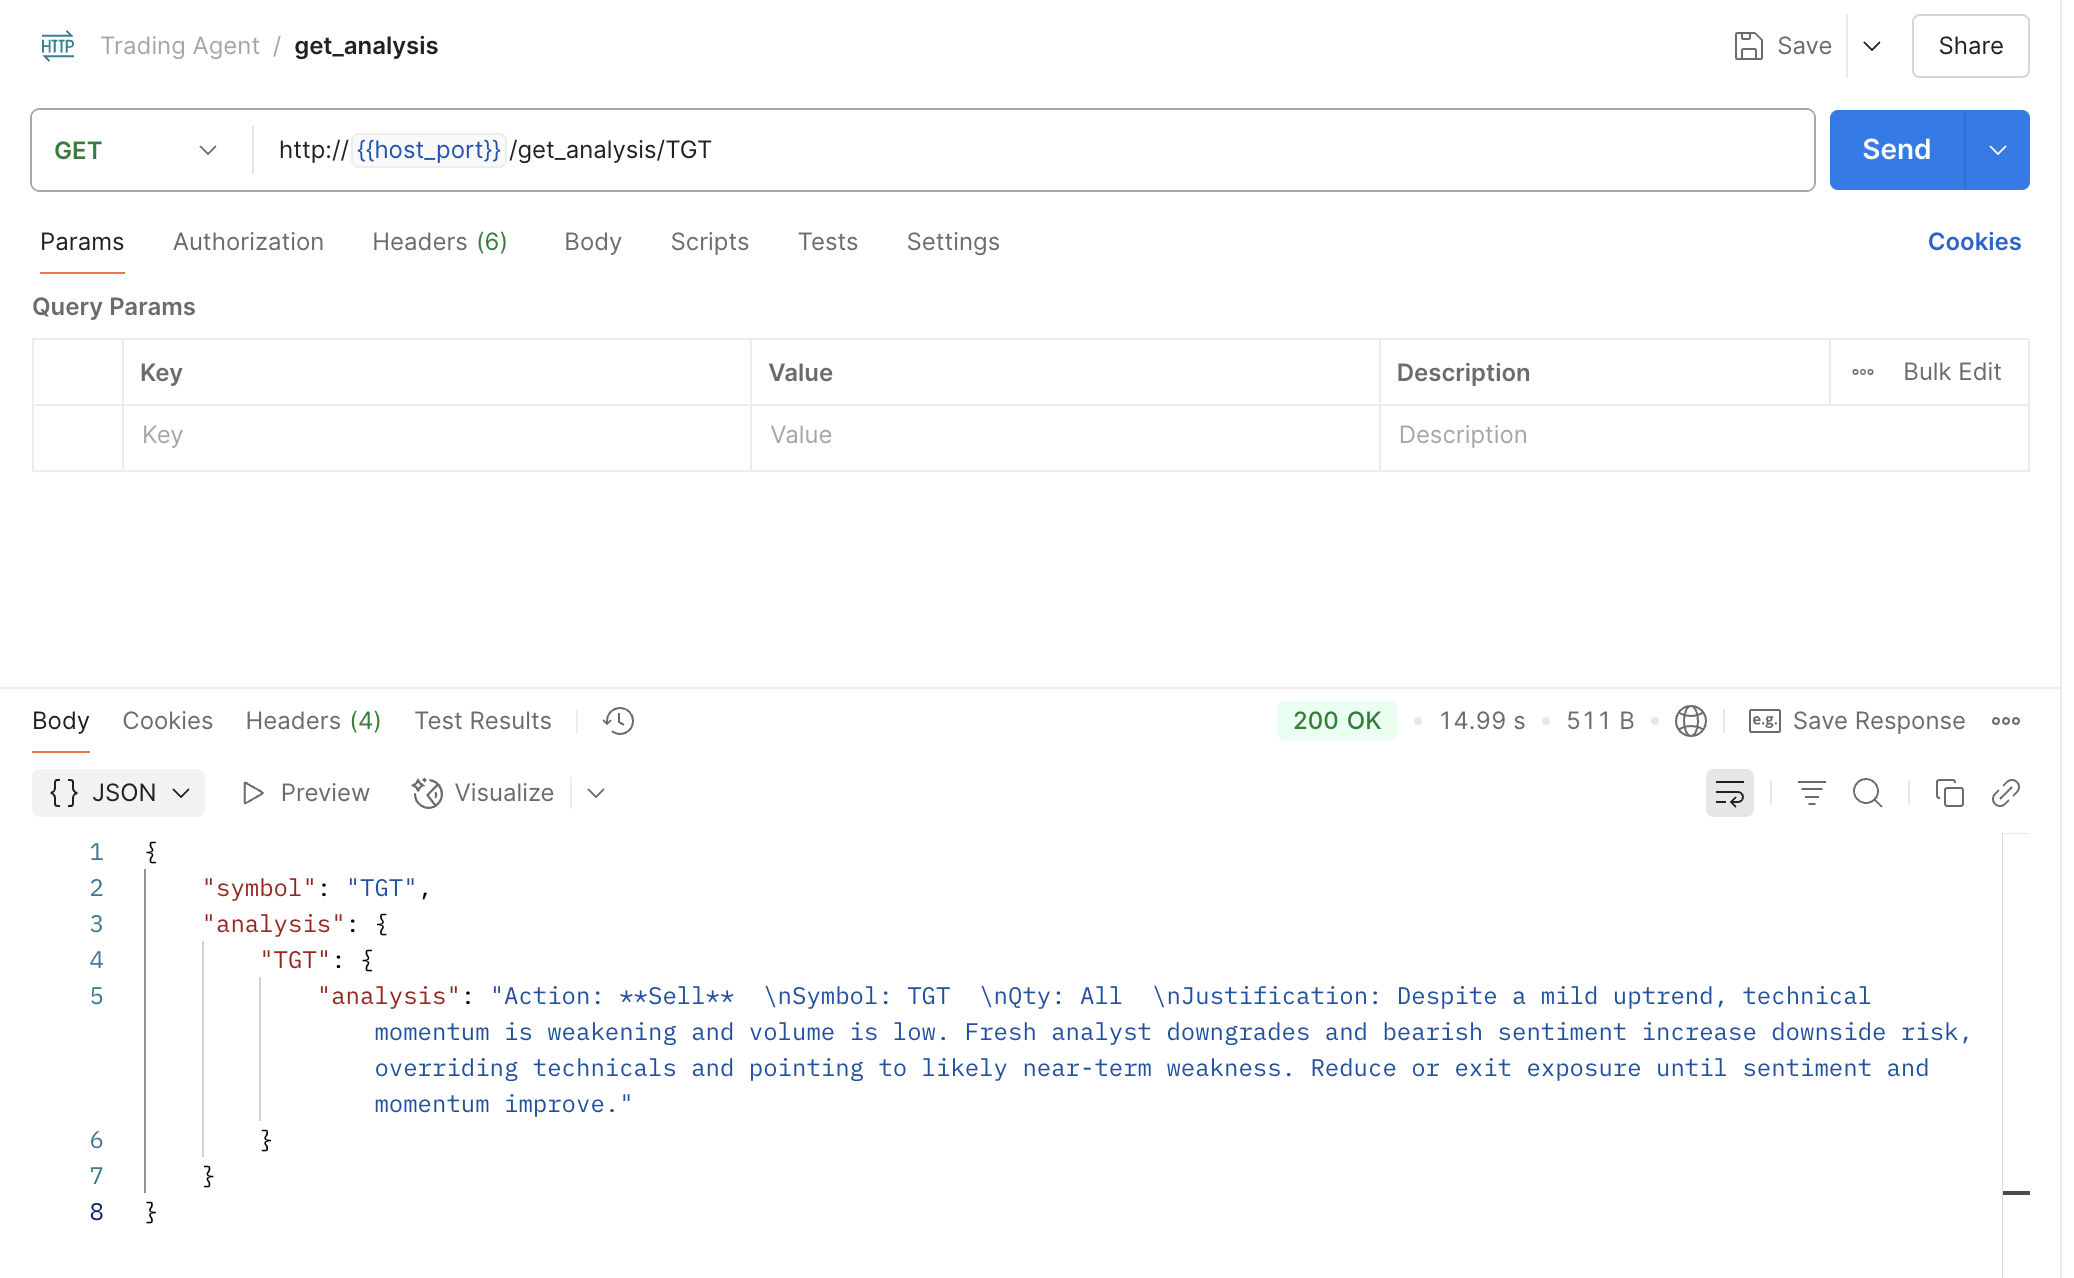 HTTP Trading Agent / get_analysis Save Share
GET http:// {{host_port}} /get_analysis/TGT Send
Params Authorization Headers (6) Body Scripts Tests Settings Cookies
Query Params
Key Value Description Bulk Edit
Key Value Description
Body Cookies Headers (4) Test Results 200 OK 14.99 s 511 B e.g. Save Response
{} JSON Preview Visualize
1 {
2 "symbol": "TGT",
3 "analysis": {
4 "TGT": {
5 "analysis": "Action: **Sell**  \nSymbol: TGT  \nQty: All  \nJustification: Despite a mild uptrend, technical
momentum is weakening and volume is low. Fresh analyst downgrades and bearish sentiment increase downside risk,
overriding technicals and pointing to likely near-term weakness. Reduce or exit exposure until sentiment and
momentum improve."
6 }
7 }
8 }